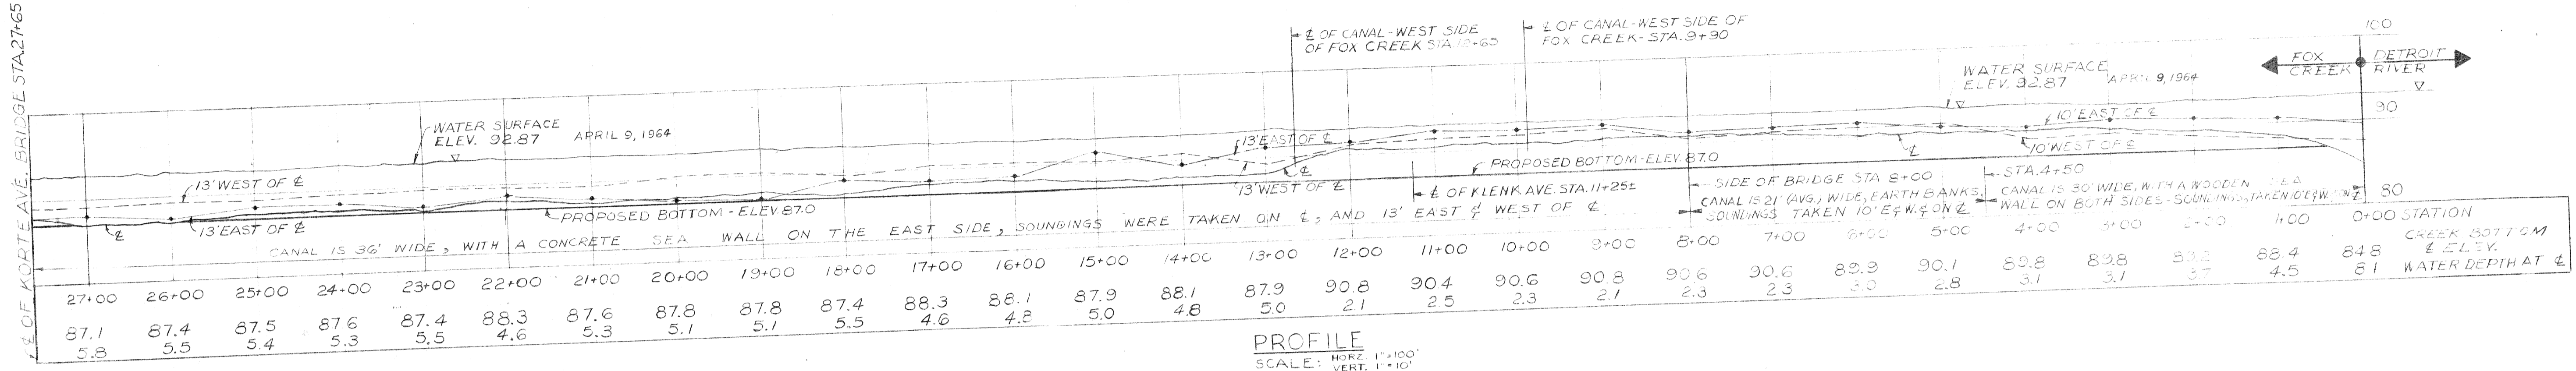 ℄ OF KORTE AVE. BRIDGE STA.27+65
WATER SURFACE
ELEV. 92.87
APRIL 9, 1964
13' WEST OF ℄
℄
13' EAST OF ℄
PROPOSED BOTTOM - ELEV. 87.0
CANAL IS 36' WIDE, WITH A CONCRETE SEA WALL ON THE EAST SIDE, SOUNDINGS WERE TAKEN ON ℄, AND 13' EAST & WEST OF ℄
℄ OF CANAL-WEST SIDE
OF FOX CREEK STA.
℄ OF CANAL-WEST SIDE OF
FOX CREEK-STA. 9+90
13' EAST OF ℄
℄
13' WEST OF ℄
PROPOSED BOTTOM-ELEV. 87.0
℄ OF KLENK AVE. STA. 11+25±
SIDE OF BRIDGE STA 8+00
CANAL IS 21' (AVG.) WIDE, EARTH BANKS,
SOUNDINGS TAKEN 10' E & W. & ON ℄
STA. 4+50
CANAL IS 30' WIDE, WITH A WOODEN SEA
WALL ON BOTH SIDES - SOUNDINGS, TAKEN 10' E & W. ON ℄
WATER SURFACE
ELEV. 92.87
APRIL 9, 1964
10' EAST OF ℄
℄
10' WEST OF ℄
FOX
CREEK
DETROIT
RIVER
100
90
80
27+00 26+00 25+00 24+00 23+00 22+00 21+00 20+00 19+00 18+00 17+00 16+00 15+00 14+00 13+00 12+00 11+00 10+00 9+00 8+00 7+00 6+00 5+00 4+00 3+00 2+00 1+00 0+00 STATION
87.1 87.4 87.5 87.6 87.4 88.3 87.6 87.8 87.8 87.4 88.3 88.1 87.9 88.1 87.9 90.8 90.4 90.6 90.8 90.6 90.6 89.9 90.1 89.8 89.8 88.4 84.8 CREEK BOTTOM
℄ ELEV.
5.8 5.5 5.4 5.3 5.5 4.6 5.3 5.1 5.1 5.5 4.6 4.8 5.0 4.8 5.0 2.1 2.5 2.3 2.1 2.3 2.3 3.0 2.8 3.1 3.1 3.7 4.5 8.1 WATER DEPTH AT ℄
PROFILE
SCALE: HORZ. 1"=100'
VERT. 1"=10'